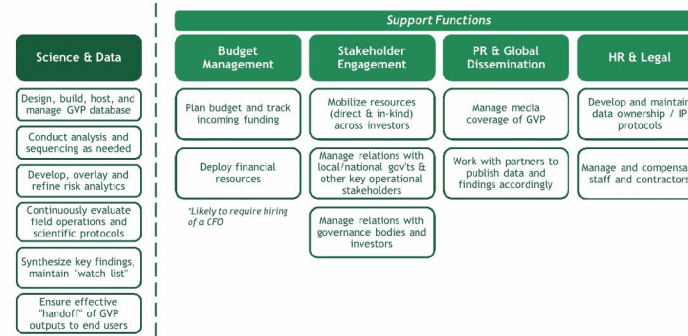 Support Functions
Science & Data
Design, build, host, and
manage GVP database
Conduct analysis and
sequencing as needed
Develop, overlay and
refine risk analytics
Continuously evaluate
field operations and
scientific protocols
Synthesize key findings,
maintain "watch list"
Ensure effective
"handoff" of GVP
outputs to end users
Budget
Management
Plan budget and track
incoming funding
Deploy financial
resources
*Likely to require hiring
of a CFO
Stakeholder
Engagement
Mobilize resources
(direct & in-kind)
across investors
Manage relations with
local/national gov'ts &
other key operational
stakeholders
Manage relations with
governance bodies and
investors
PR & Global
Dissemination
Manage media
coverage of GVP
Work with partners to
publish data and
findings accordingly
HR & Legal
Develop and maintain
data ownership / IP
protocols
Manage and compensa
staff and contractors